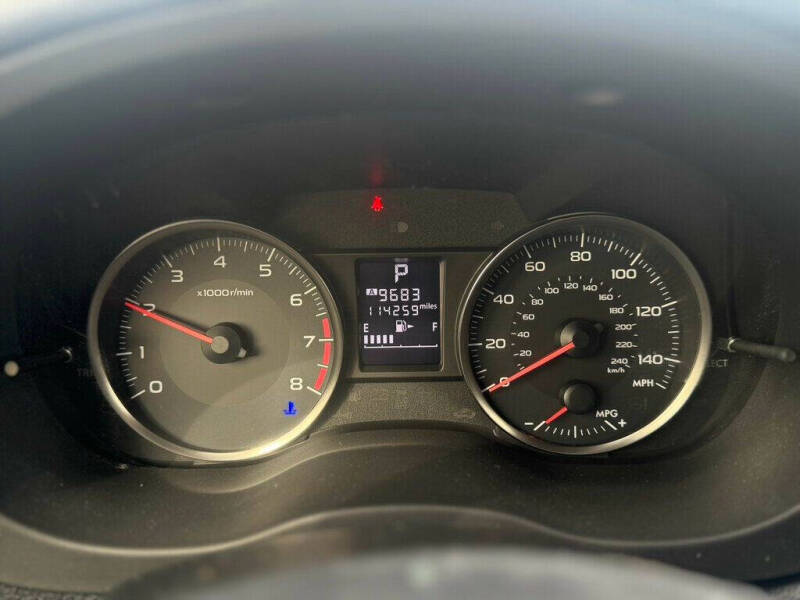 x1000r/min
0 1 2 3 4 5 6 7 8
P
A 9683
114259 miles
E F
0 20 40 60 80 100 120 140
MPH
20 40 60 80 100 120 140 160 180 200 220 240
km/h
MPG
- +